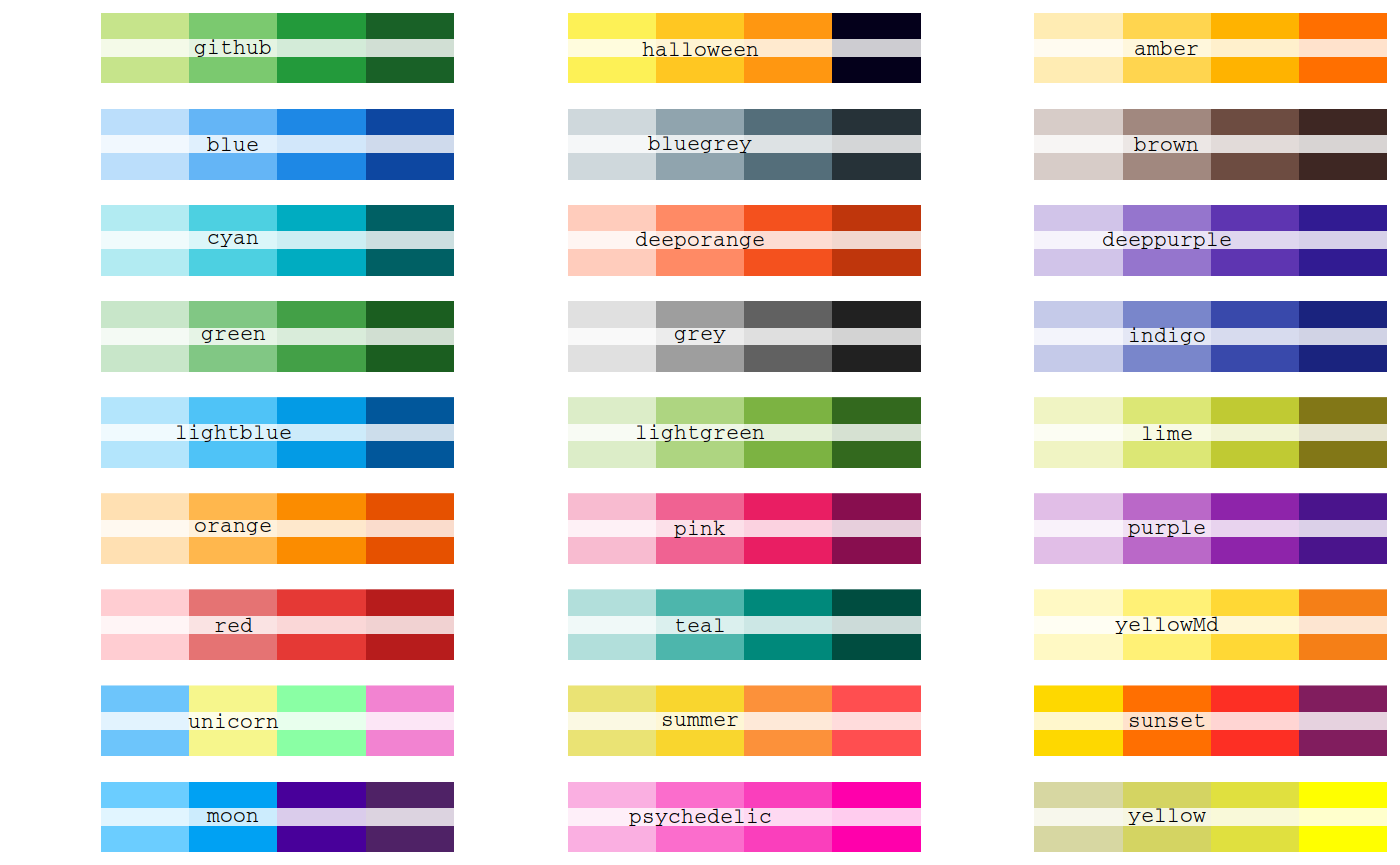 github
halloween
amber
blue
bluegrey
brown
cyan
deeporange
deeppurple
green
grey
indigo
lightblue
lightgreen
lime
orange
pink
purple
red
teal
yellowMd
unicorn
summer
sunset
moon
psychedelic
yellow